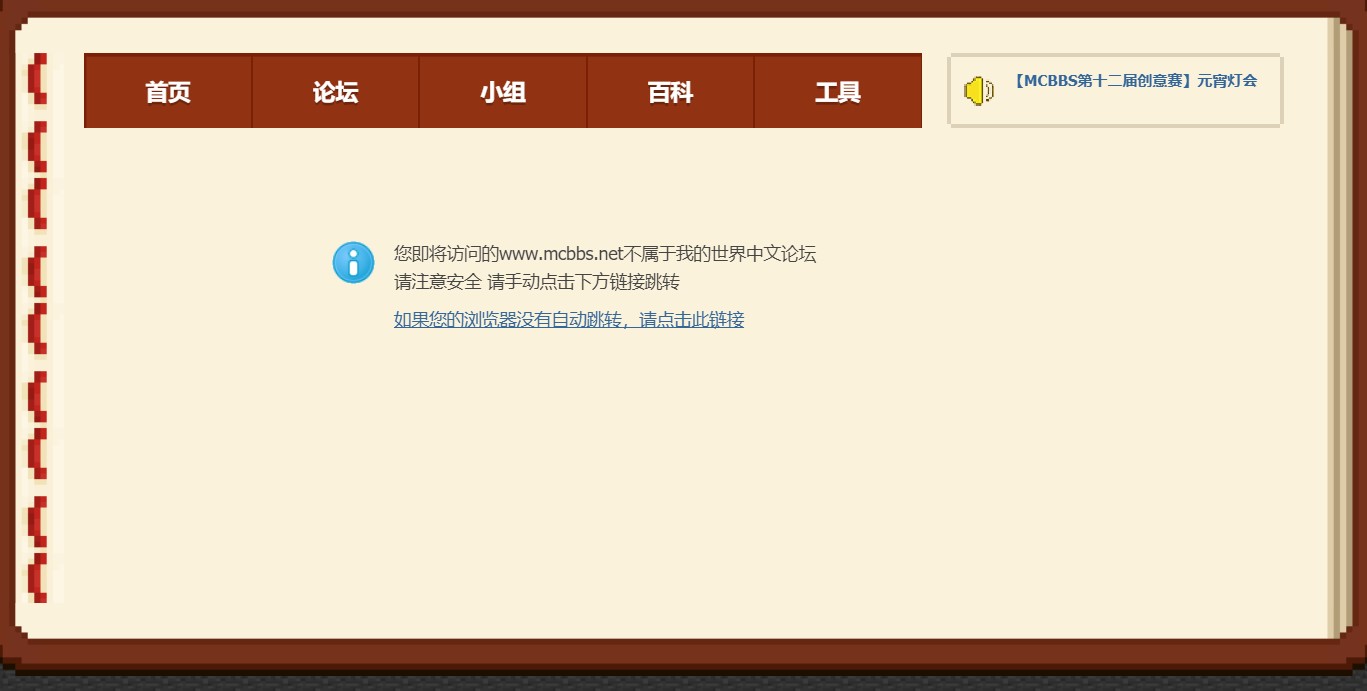 首页
论坛
小组
百科
工具
【MCBBS第十二届创意赛】元宵灯会
您即将访问的www.mcbbs.net不属于我的世界中文论坛
请注意安全 请手动点击下方链接跳转
如果您的浏览器没有自动跳转，请点击此链接